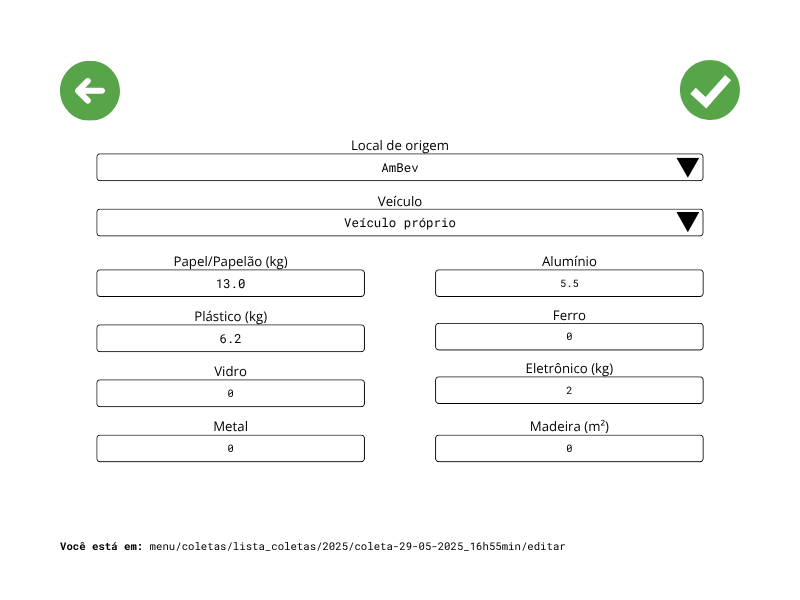 Local de origem
AmBev
Veículo
Veículo próprio
Papel/Papelão (kg)
13.0
Alumínio
5.5
Plástico (kg)
6.2
Ferro
0
Vidro
0
Eletrônico (kg)
2
Metal
0
Madeira (m²)
0
Você está em: menu/coletas/lista_coletas/2025/coleta-29-05-2025_16h55min/editar